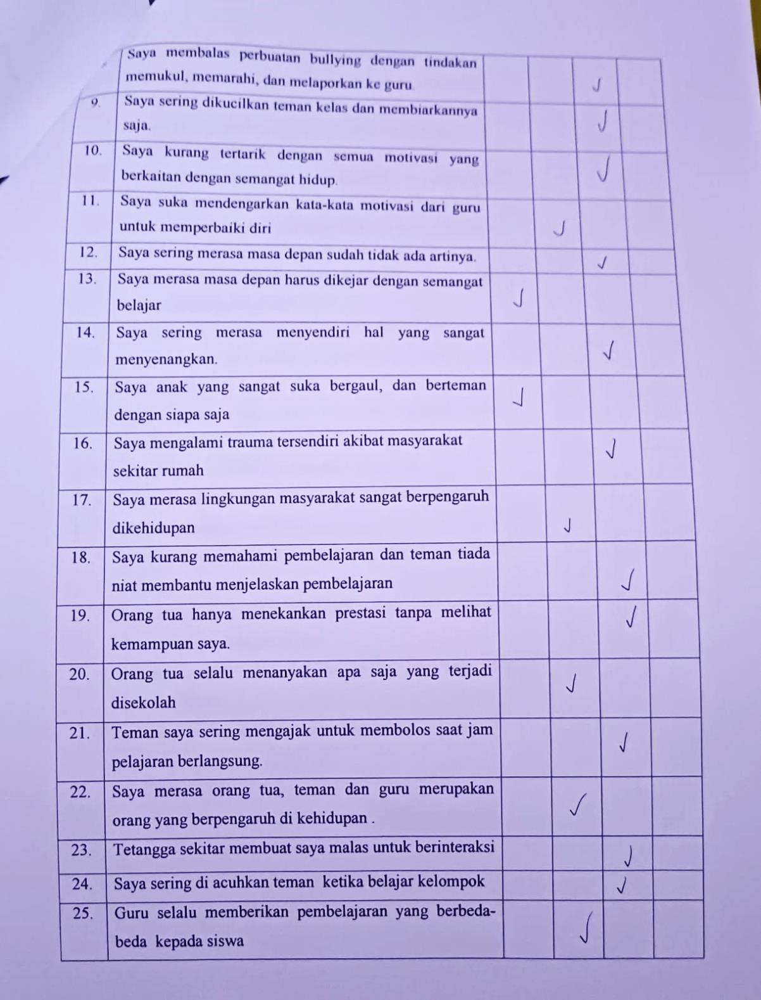 Saya membalas perbuatan bullying dengan tindakan
memukul, memarahi, dan melaporkan ke guru.
✓
9. Saya sering dikucilkan teman kelas dan membiarkannya
saja.
✓
10. Saya kurang tertarik dengan semua motivasi yang
berkaitan dengan semangat hidup.
✓
11. Saya suka mendengarkan kata-kata motivasi dari guru
untuk memperbaiki diri
✓
12. Saya sering merasa masa depan sudah tidak ada artinya.
✓
13. Saya merasa masa depan harus dikejar dengan semangat
belajar
✓
14. Saya sering merasa menyendiri hal yang sangat
menyenangkan.
✓
15. Saya anak yang sangat suka bergaul, dan berteman
dengan siapa saja
✓
16. Saya mengalami trauma tersendiri akibat masyarakat
sekitar rumah
✓
17. Saya merasa lingkungan masyarakat sangat berpengaruh
dikehidupan
✓
18. Saya kurang memahami pembelajaran dan teman tiada
niat membantu menjelaskan pembelajaran
✓
19. Orang tua hanya menekankan prestasi tanpa melihat
kemampuan saya.
✓
20. Orang tua selalu menanyakan apa saja yang terjadi
disekolah
✓
21. Teman saya sering mengajak untuk membolos saat jam
pelajaran berlangsung.
✓
22. Saya merasa orang tua, teman dan guru merupakan
orang yang berpengaruh di kehidupan .
✓
23. Tetangga sekitar membuat saya malas untuk berinteraksi
✓
24. Saya sering di acuhkan teman ketika belajar kelompok
✓
25. Guru selalu memberikan pembelajaran yang berbeda-
beda kepada siswa
✓